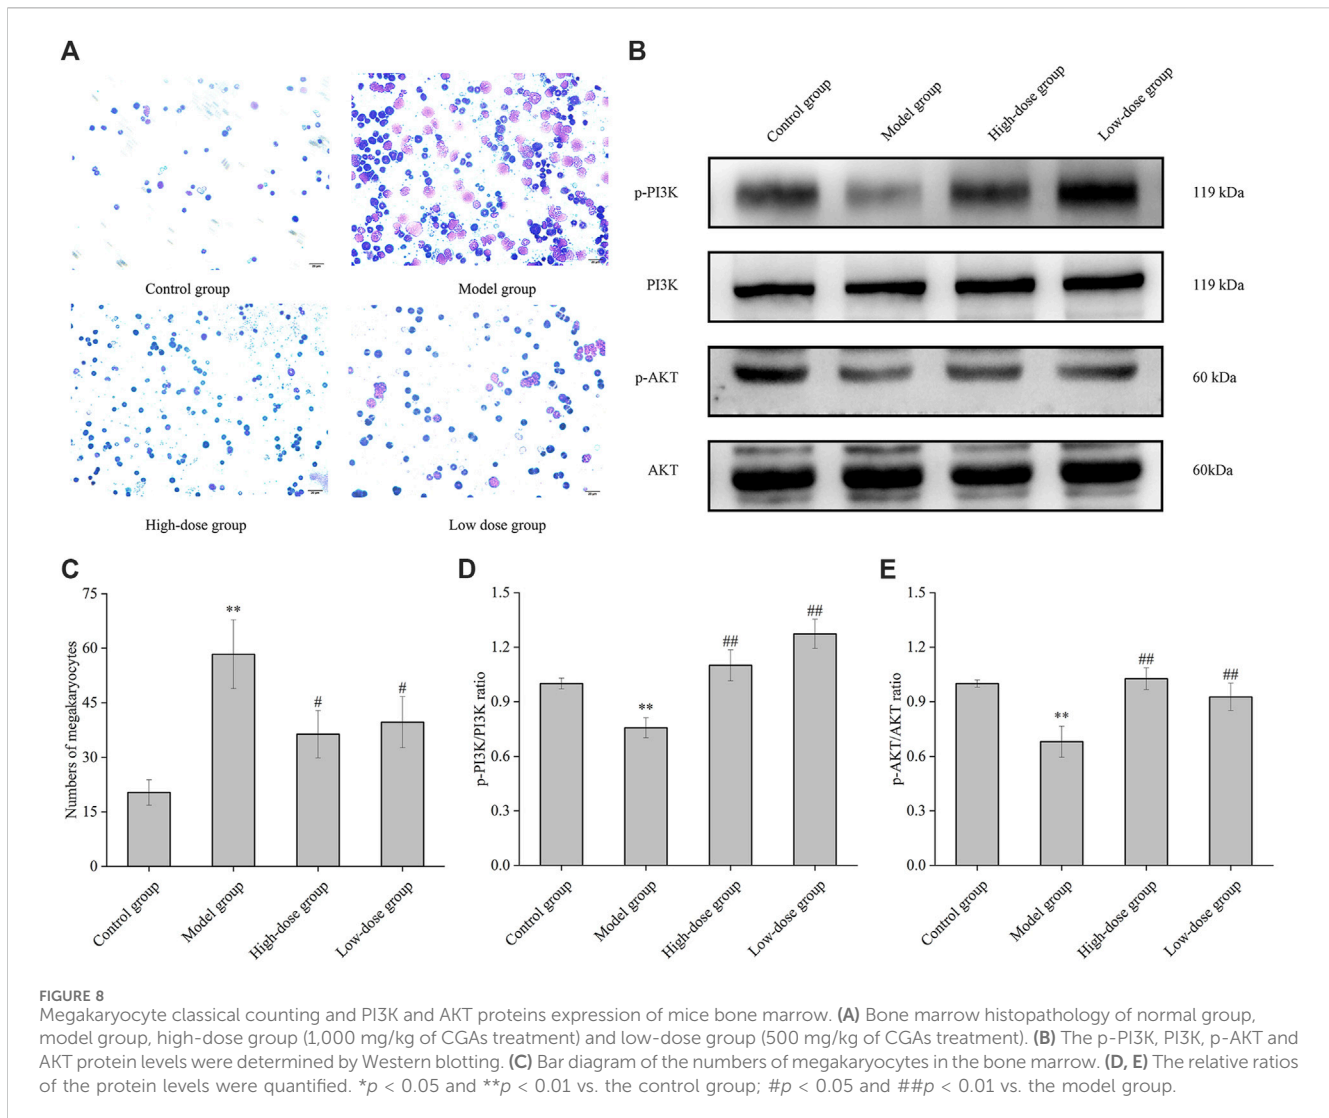 A
B
Control group
Model group
High-dose group
Low-dose group
p-PI3K
119 kDa
PI3K
119 kDa
p-AKT
60 kDa
AKT
60kDa
Control group
Model group
High-dose group
Low dose group
C
75
60
45
30
15
0
Numbers of megakaryocytes
**
#
#
Control group
Model group
High-dose group
Low-dose group
D
1.5
1.2
0.9
0.6
0.3
0.0
p-PI3K/PI3K ratio
**
##
##
Control group
Model group
High-dose group
Low-dose group
E
1.5
1.2
0.9
0.6
0.3
0.0
p-AKT/AKT ratio
**
##
##
Control group
Model group
High-dose group
Low-dose group
FIGURE 8
Megakaryocyte classical counting and PI3K and AKT proteins expression of mice bone marrow. (A) Bone marrow histopathology of normal group,
model group, high-dose group (1,000 mg/kg of CGAs treatment) and low-dose group (500 mg/kg of CGAs treatment). (B) The p-PI3K, PI3K, p-AKT and
AKT protein levels were determined by Western blotting. (C) Bar diagram of the numbers of megakaryocytes in the bone marrow. (D, E) The relative ratios
of the protein levels were quantified. *p < 0.05 and **p < 0.01 vs. the control group; #p < 0.05 and ##p < 0.01 vs. the model group.